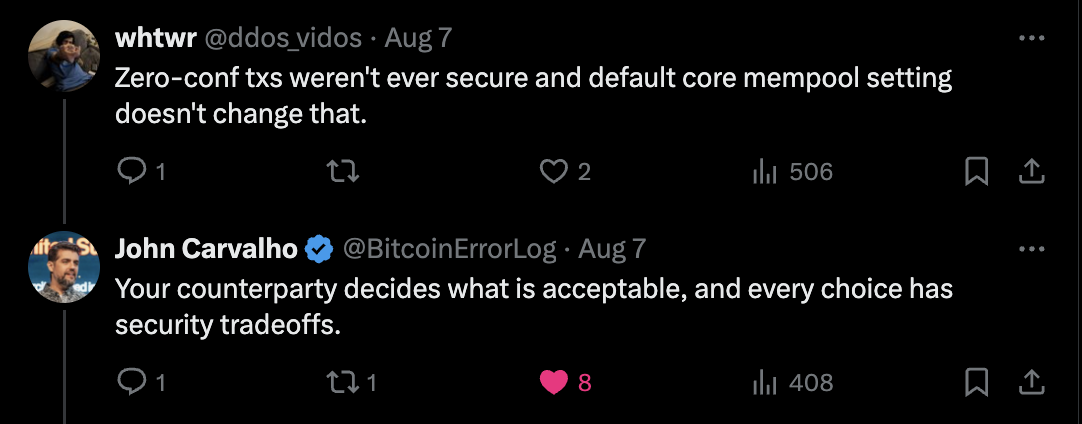 whtwr @ddos_vidos · Aug 7
Zero-conf txs weren't ever secure and default core mempool setting
doesn't change that.
1 2 506
John Carvalho @BitcoinErrorLog · Aug 7
Your counterparty decides what is acceptable, and every choice has
security tradeoffs.
1 1 8 408